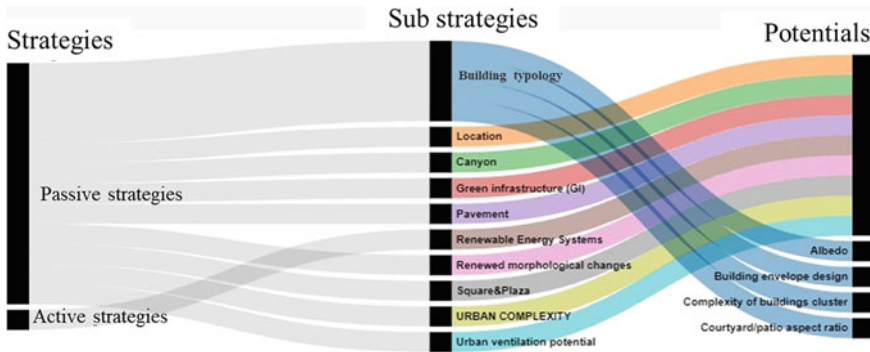 Strategies
Sub strategies
Potentials
Passive strategies
Active strategies
Building typology
Location
Canyon
Green infrastructure (GI)
Pavement
Renewable Energy Systems
Renewed morphological changes
Square&Plaza
URBAN COMPLEXITY
Urban ventilation potential
Albedo
Building envelope design
Complexity of buildings cluster
Courtyard/patio aspect ratio